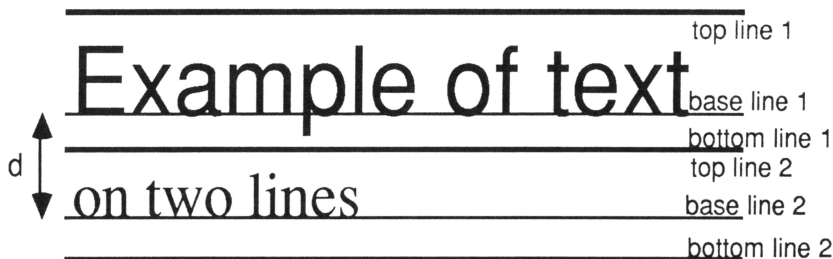 top line 1
Example of text
base line 1
bottom line 1
d
top line 2
on two lines
base line 2
bottom line 2